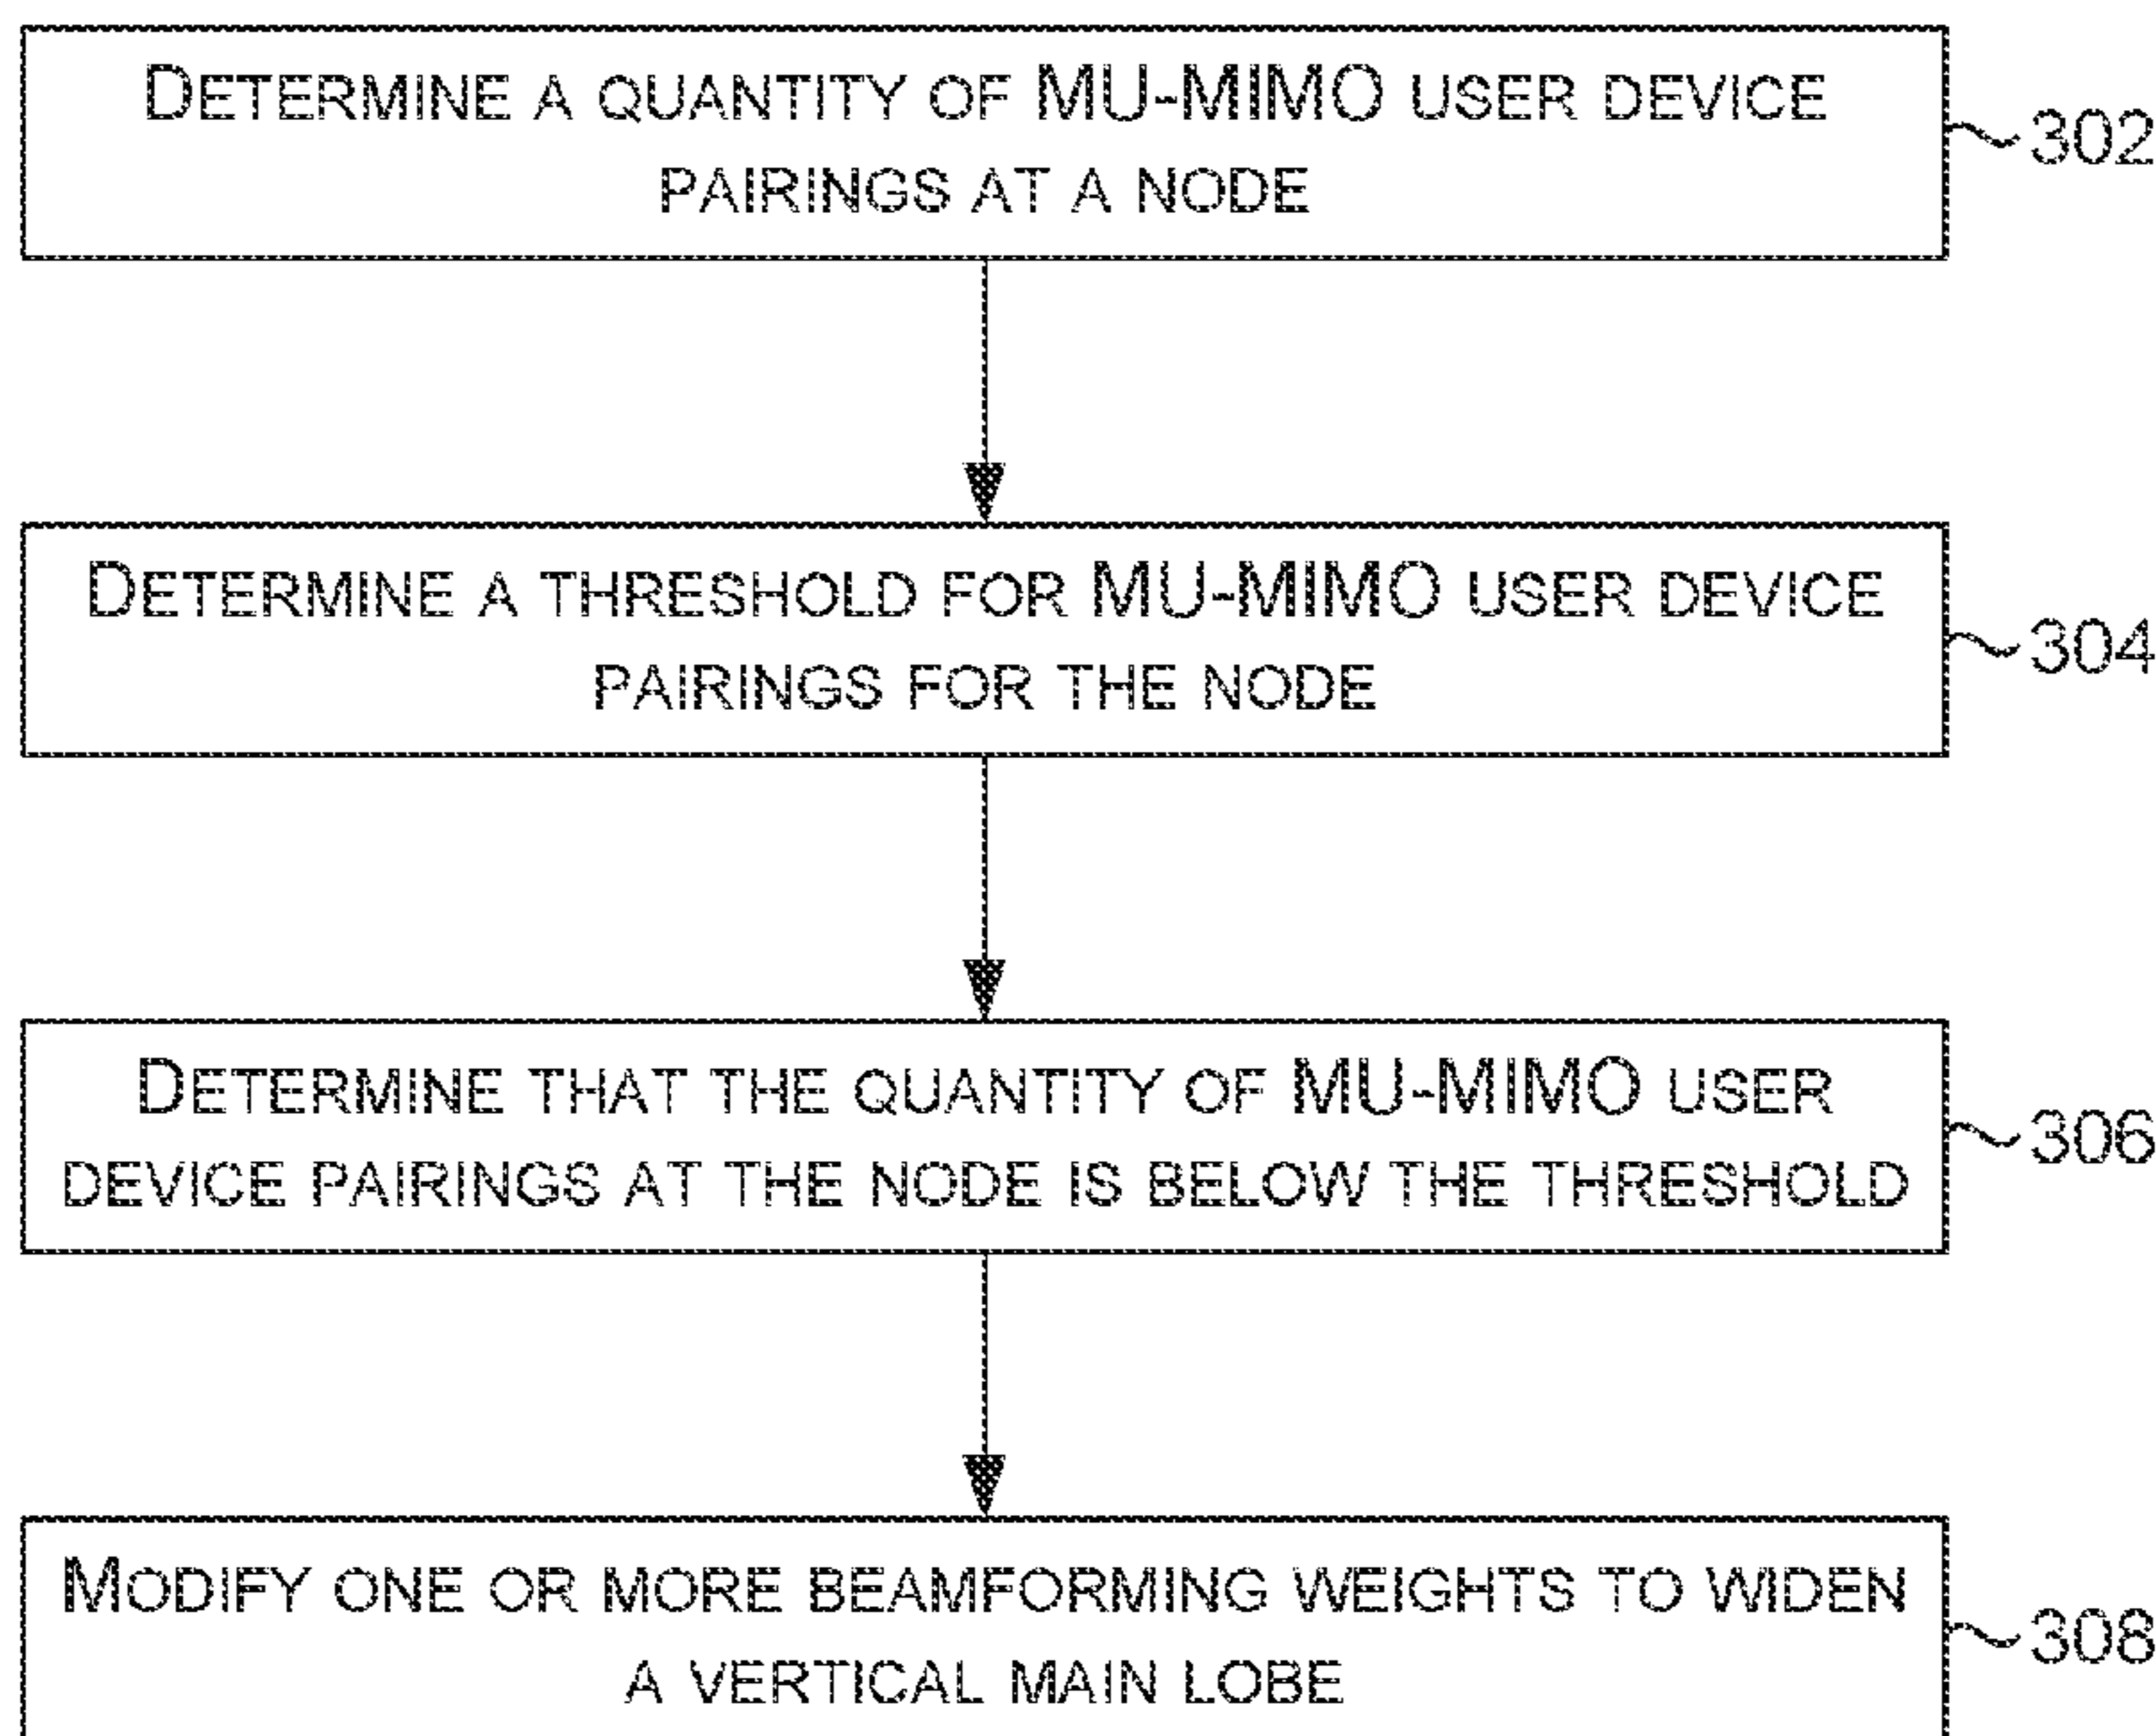 DETERMINE A QUANTITY OF MU-MIMO USER DEVICE
PAIRINGS AT A NODE
302
DETERMINE A THRESHOLD FOR MU-MIMO USER DEVICE
PAIRINGS FOR THE NODE
304
DETERMINE THAT THE QUANTITY OF MU-MIMO USER
DEVICE PAIRINGS AT THE NODE IS BELOW THE THRESHOLD
306
MODIFY ONE OR MORE BEAMFORMING WEIGHTS TO WIDEN
A VERTICAL MAIN LOBE
308